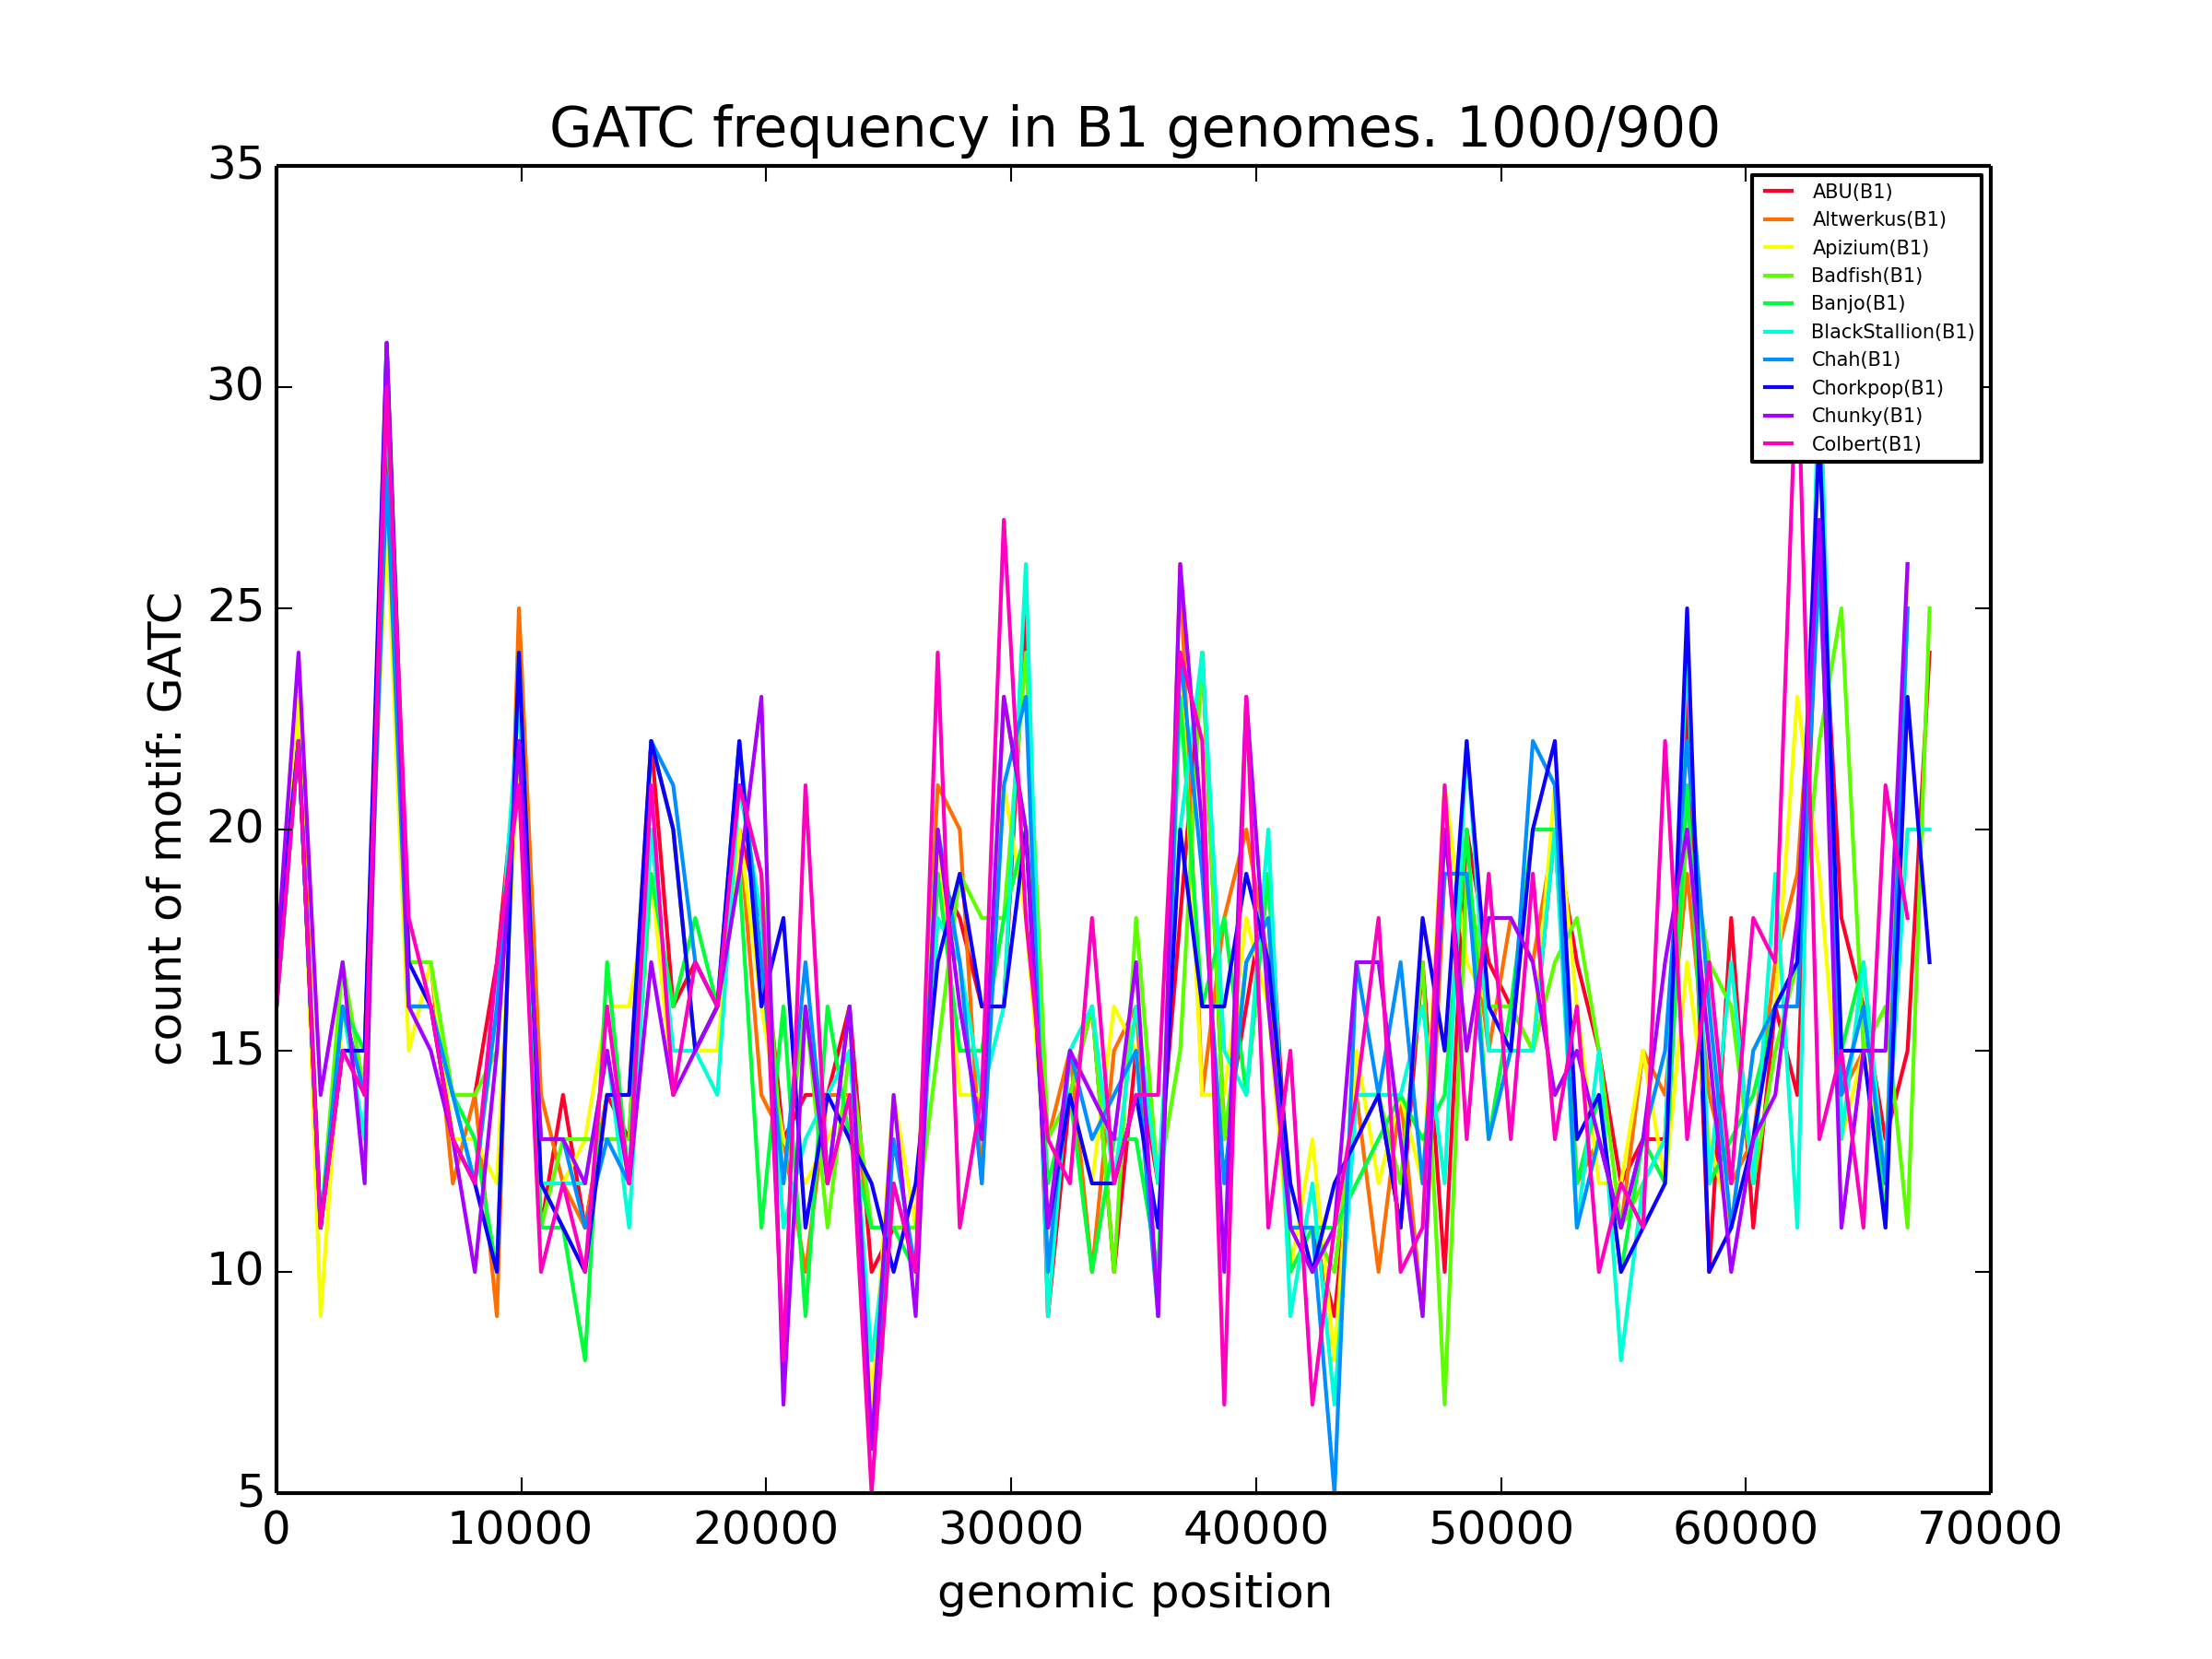 GATC frequency in B1 genomes. 1000/900
35
30
25
20
15
10
5
count of motif: GATC
ABU(B1)
Altwerkus(B1)
Apizium(B1)
Badfish(B1)
Banjo(B1)
BlackStallion(B1)
Chah(B1)
Chorkpop(B1)
Chunky(B1)
Colbert(B1)
0 10000 20000 30000 40000 50000 60000 70000
genomic position